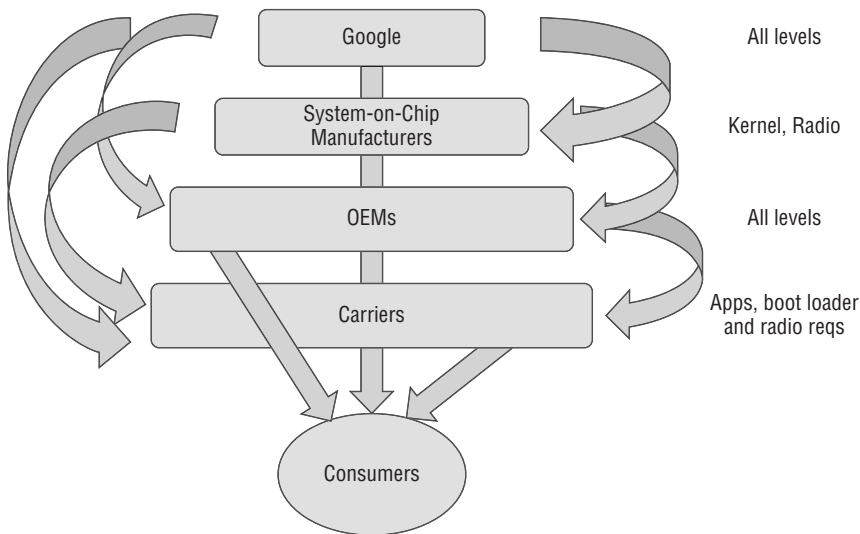 Google
All levels
System-on-Chip
Manufacturers
Kernel, Radio
OEMs
All levels
Carriers
Apps, boot loader
and radio reqs
Consumers